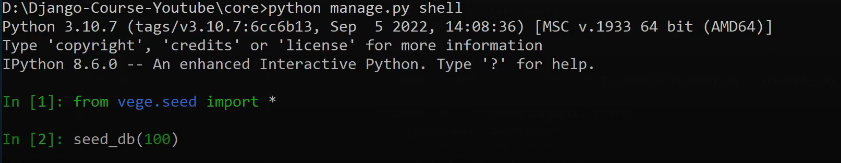 D:\Django-Course-Youtube\core>python manage.py shell
Python 3.10.7 (tags/v3.10.7:6cc6b13, Sep  5 2022, 14:08:36) [MSC v.1933 64 bit (AMD64)]
Type 'copyright', 'credits' or 'license' for more information
IPython 8.6.0 -- An enhanced Interactive Python. Type '?' for help.
In [1]: from vege.seed import *
In [2]: seed_db(100)